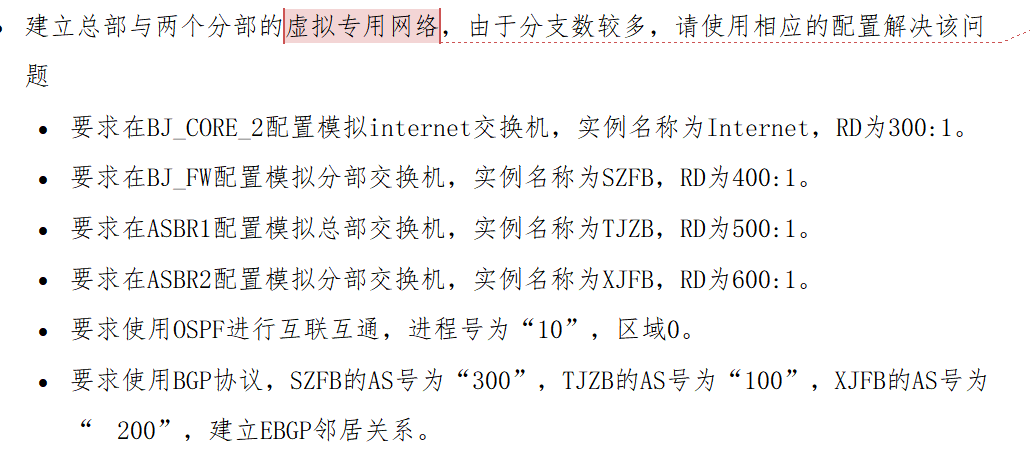 建立总部与两个分部的虚拟专用网络，由于分支数较多，请使用相应的配置解决该问
题
● 要求在BJ_CORE_2配置模拟internet交换机，实例名称为Internet，RD为300:1。
● 要求在BJ_FW配置模拟分部交换机，实例名称为SZFB，RD为400:1。
● 要求在ASBR1配置模拟总部交换机，实例名称为TJZB，RD为500:1。
● 要求在ASBR2配置模拟分部交换机，实例名称为XJFB，RD为600:1。
● 要求使用OSPF进行互联互通，进程号为“10”，区域0。
● 要求使用BGP协议，SZFB的AS号为“300”，TJZB的AS号为“100”，XJFB的AS号为
“ 200”，建立EBGP邻居关系。